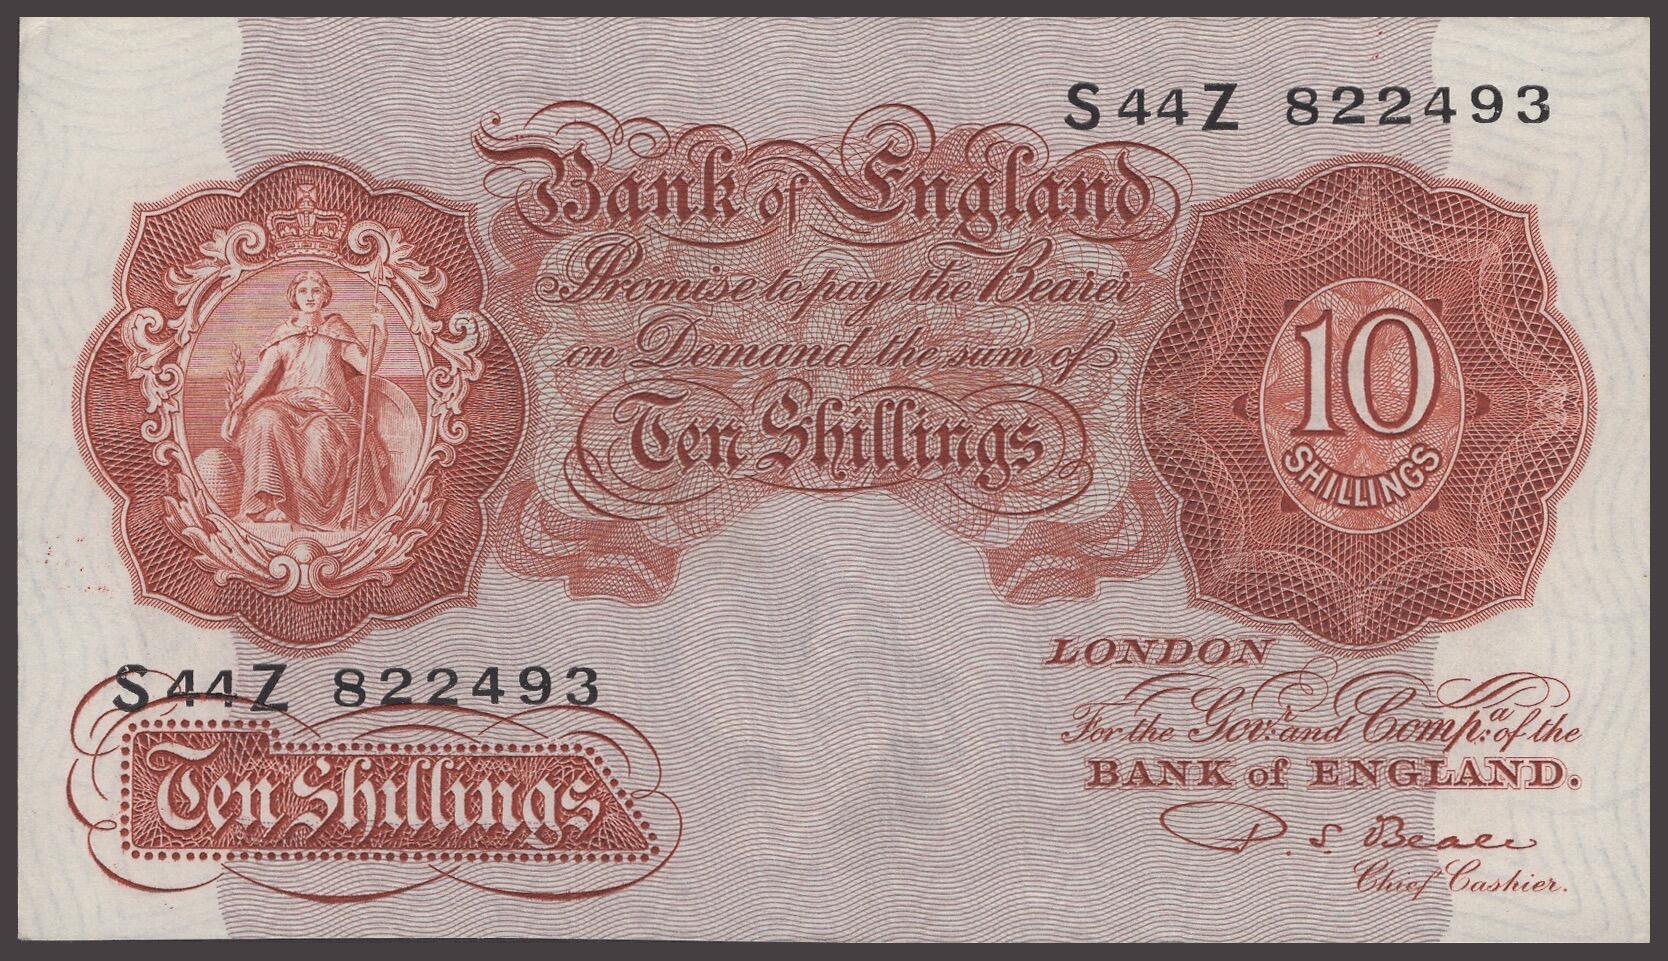 S44Z 822493
Bank of England
Promise to pay the Bearer
on Demand the sum of
Ten Shillings
10
SHILLINGS
S44Z 822493
Ten Shillings
LONDON
For the Govr: and Compa: of the
BANK of ENGLAND.
P. S. Beale
Chief Cashier.